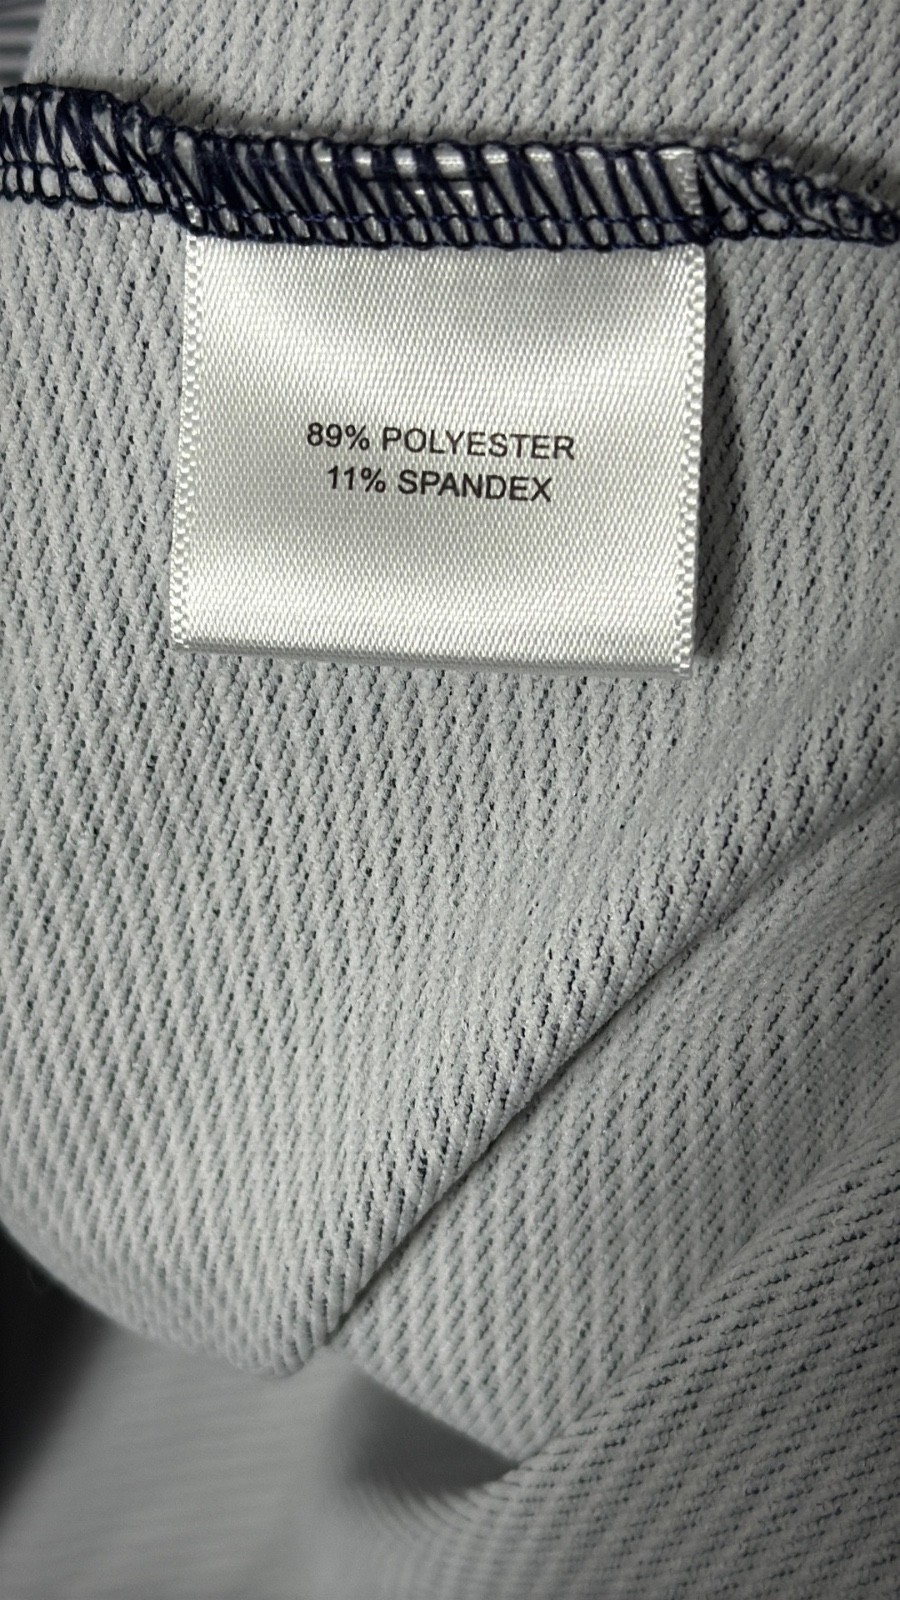 89% POLYESTER
11% SPANDEX